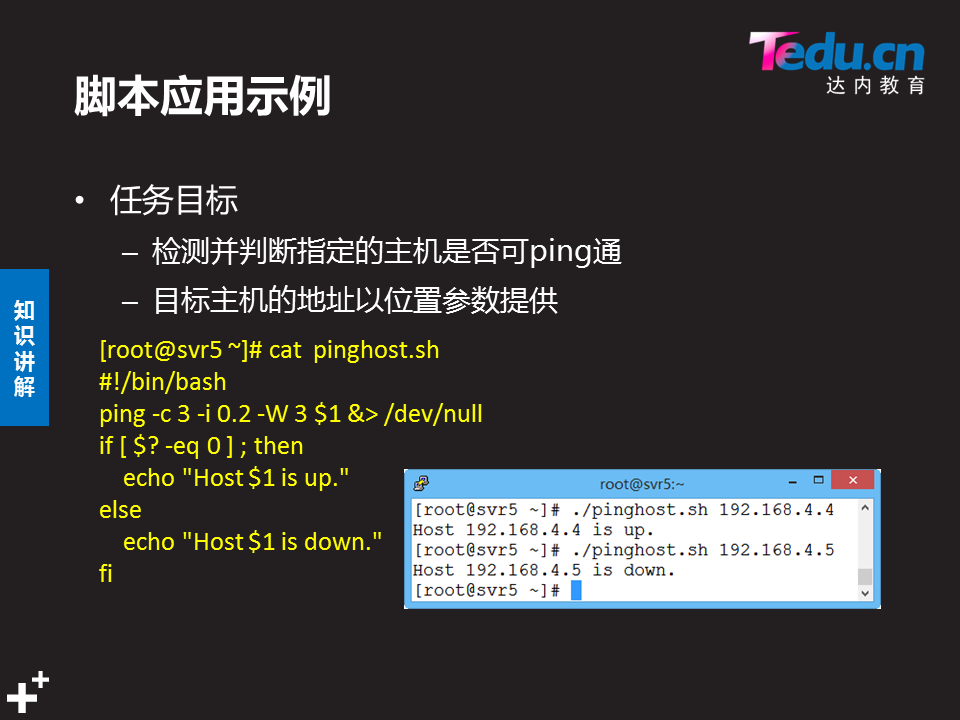 Tedu.cn
达内教育
脚本应用示例
• 任务目标
– 检测并判断指定的主机是否可ping通
– 目标主机的地址以位置参数提供
知识讲解
[root@svr5 ~]# cat  pinghost.sh
#!/bin/bash
ping -c 3 -i 0.2 -W 3 $1 &> /dev/null
if [ $? -eq 0 ] ; then
    echo "Host $1 is up."
else
    echo "Host $1 is down."
fi
root@svr5:~
[root@svr5 ~]# ./pinghost.sh 192.168.4.4
Host 192.168.4.4 is up.
[root@svr5 ~]# ./pinghost.sh 192.168.4.5
Host 192.168.4.5 is down.
[root@svr5 ~]#